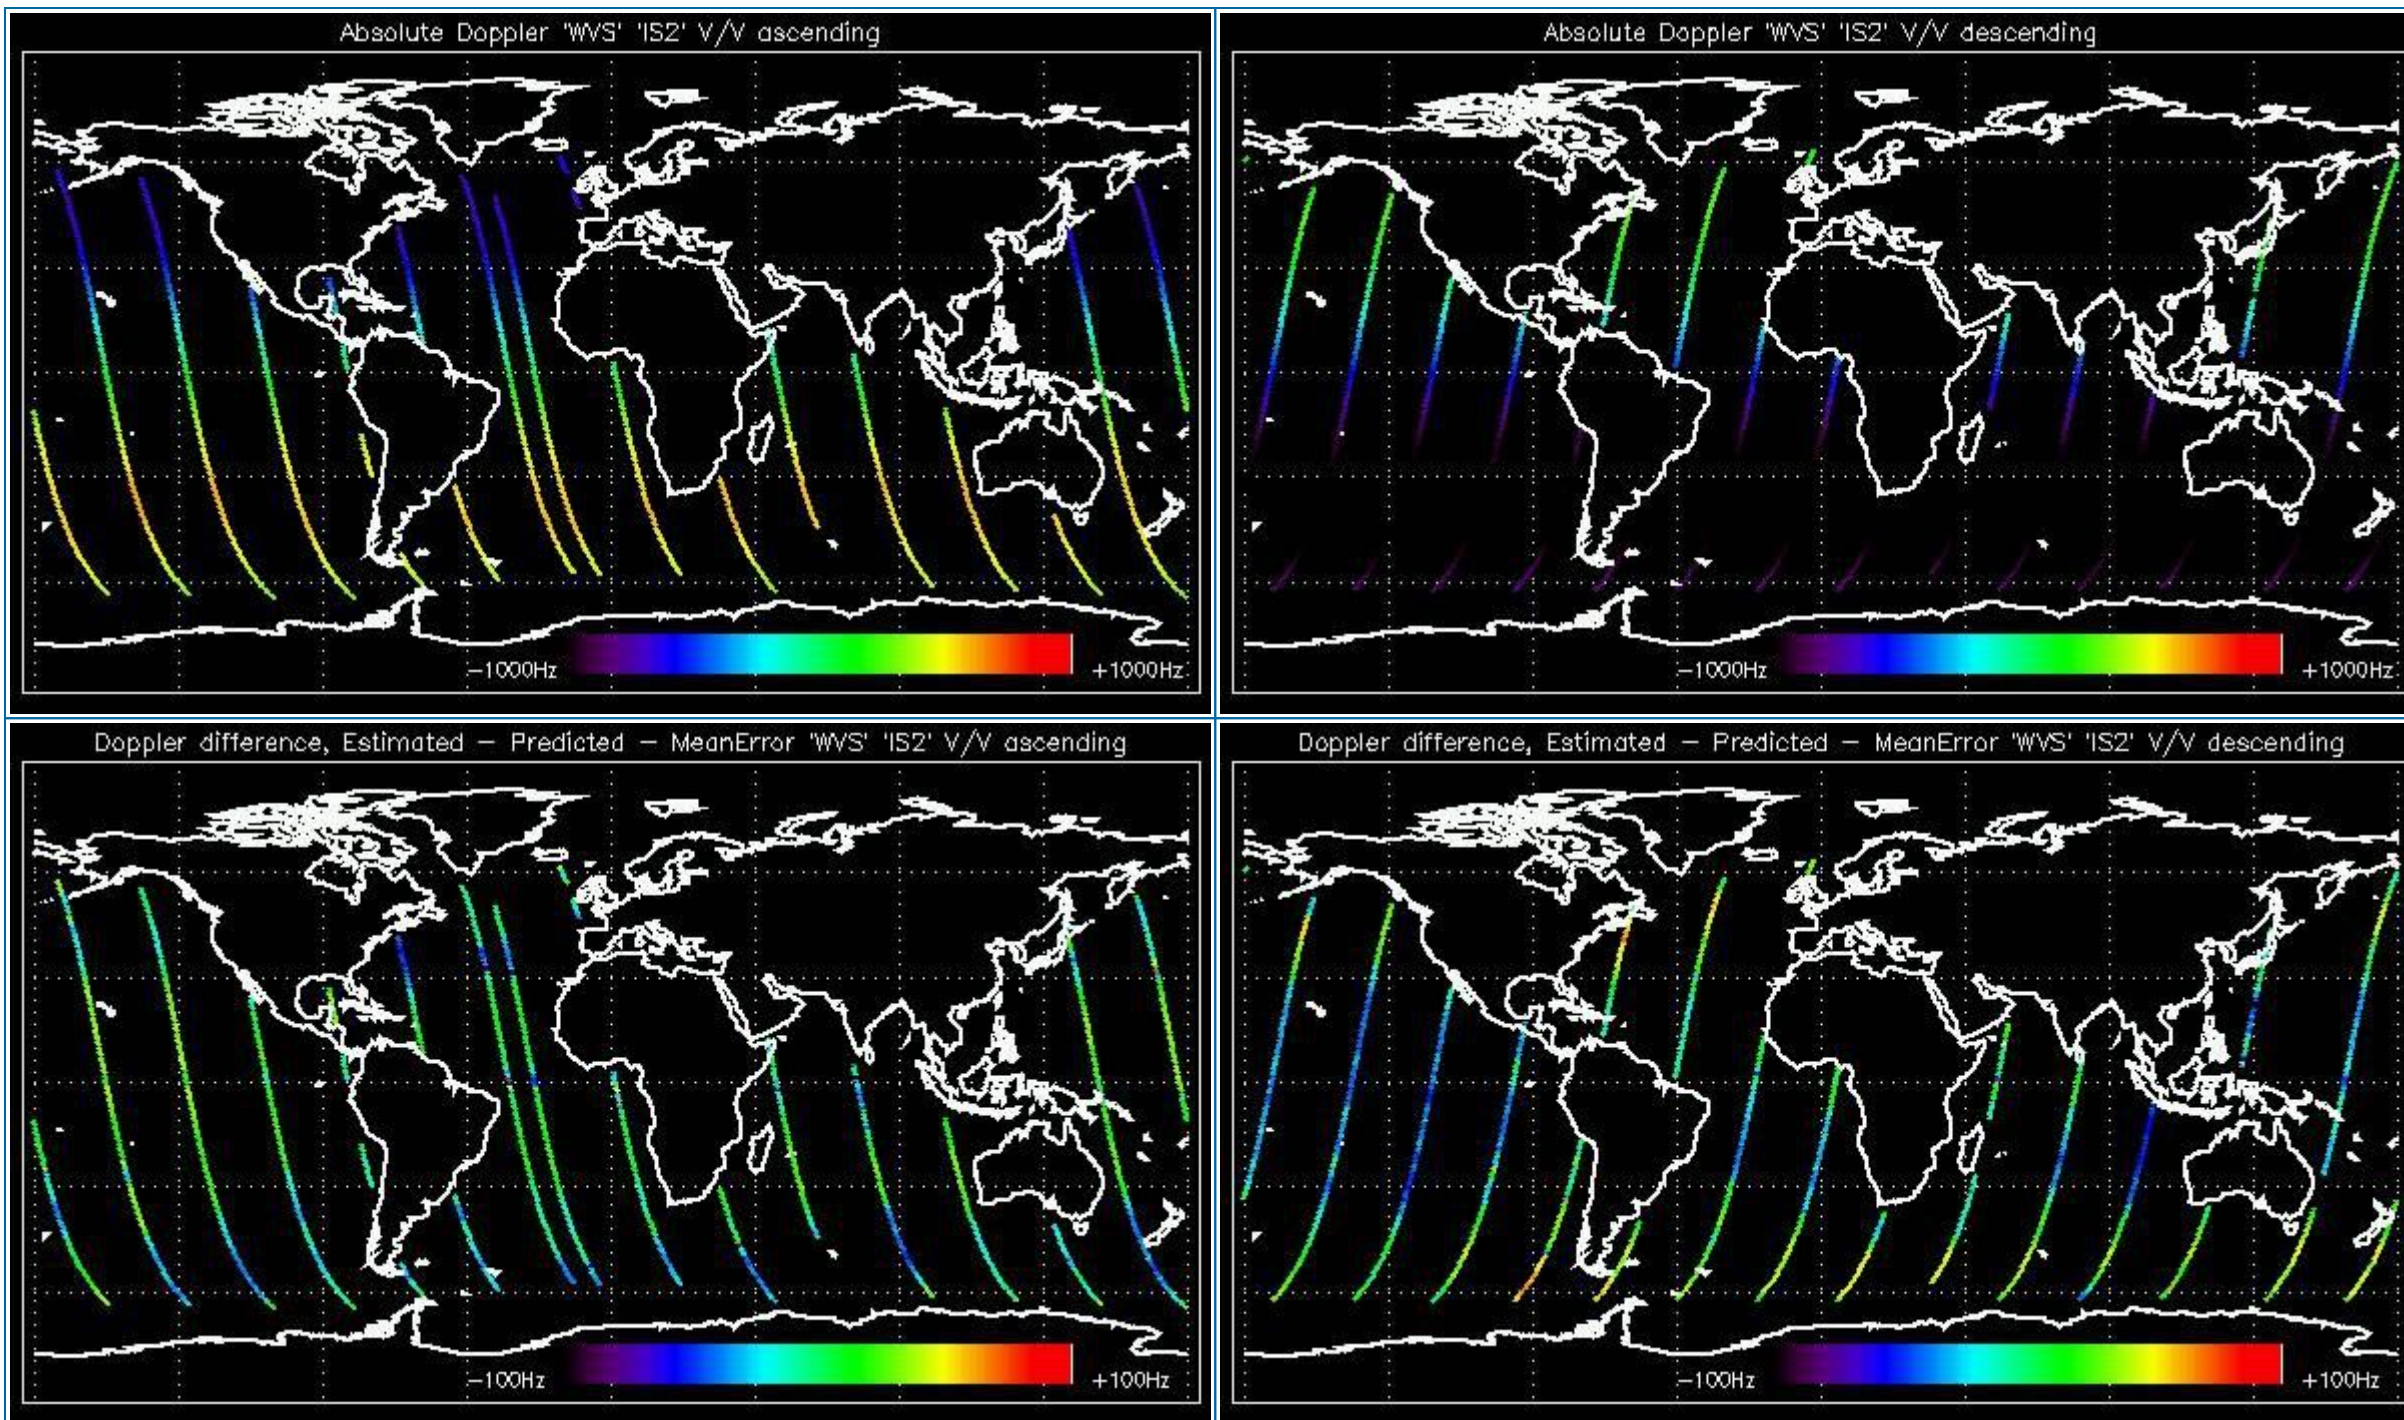 Absolute Doppler 'WVS' 'IS2' V/V ascending
-1000Hz
+1000Hz
Absolute Doppler 'WVS' 'IS2' V/V descending
-1000Hz
+1000Hz
Doppler difference, Estimated - Predicted - MeanError 'WVS' 'IS2' V/V ascending
-100Hz
+100Hz
Doppler difference, Estimated - Predicted - MeanError 'WVS' 'IS2' V/V descending
-100Hz
+100Hz